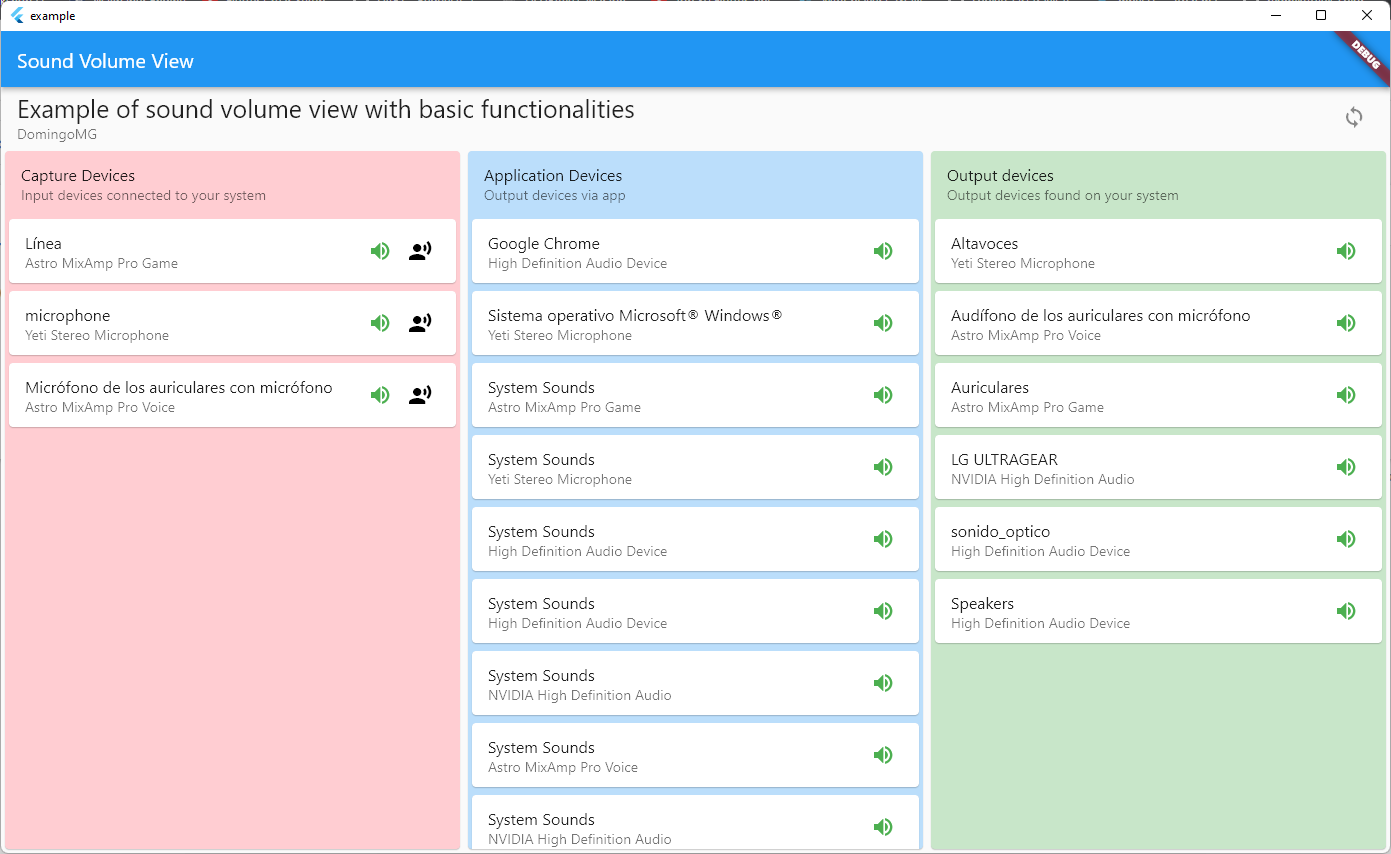 example
Sound Volume View
DEBUG
Example of sound volume view with basic functionalities
DomingoMG
Capture Devices
Input devices connected to your system
Línea
Astro MixAmp Pro Game
microphone
Yeti Stereo Microphone
Micrófono de los auriculares con micrófono
Astro MixAmp Pro Voice
Application Devices
Output devices via app
Google Chrome
High Definition Audio Device
Sistema operativo Microsoft® Windows®
Yeti Stereo Microphone
System Sounds
Astro MixAmp Pro Game
System Sounds
Yeti Stereo Microphone
System Sounds
High Definition Audio Device
System Sounds
High Definition Audio Device
System Sounds
NVIDIA High Definition Audio
System Sounds
Astro MixAmp Pro Voice
System Sounds
NVIDIA High Definition Audio
Output devices
Output devices found on your system
Altavoces
Yeti Stereo Microphone
Audífono de los auriculares con micrófono
Astro MixAmp Pro Voice
Auriculares
Astro MixAmp Pro Game
LG ULTRAGEAR
NVIDIA High Definition Audio
sonido_optico
High Definition Audio Device
Speakers
High Definition Audio Device